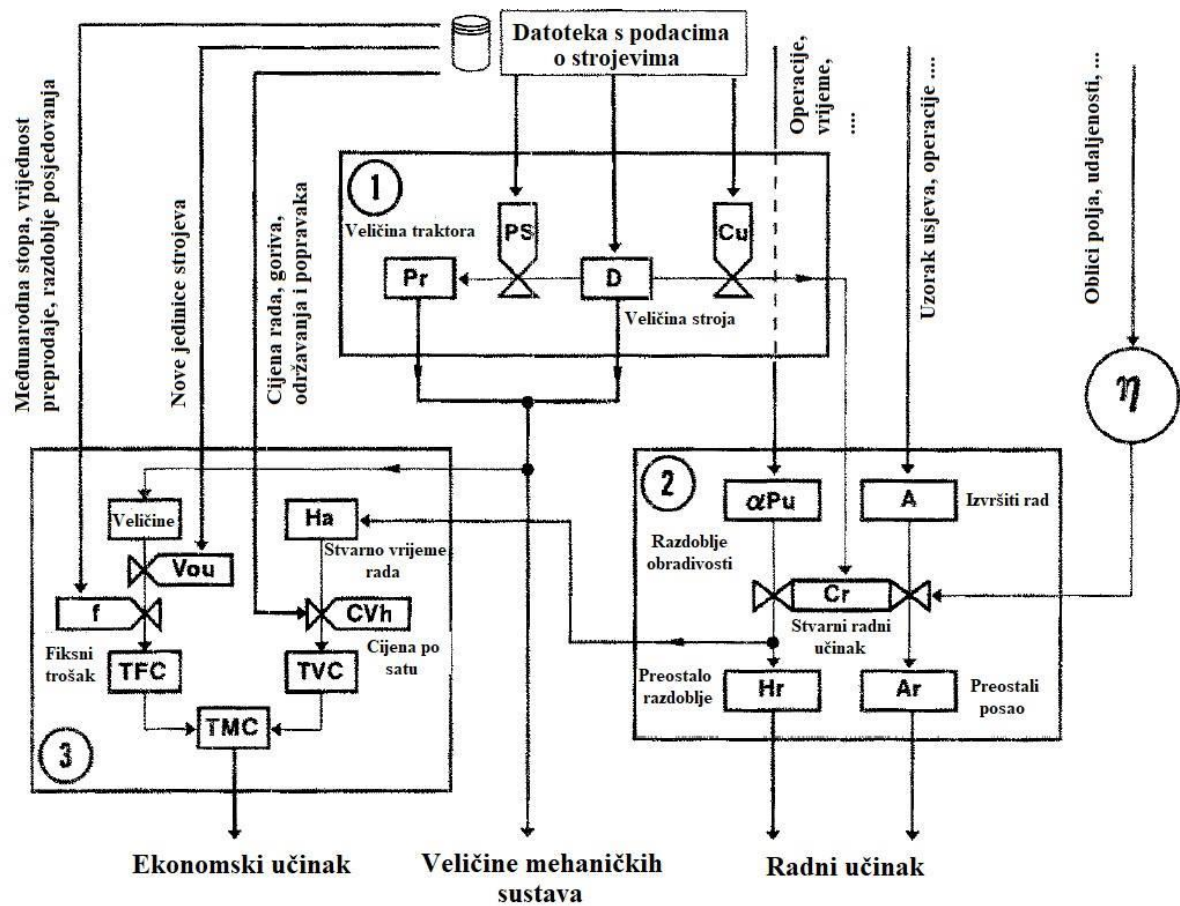 Datoteka s podacima
o strojevima
Međunarodna stopa, vrijednost
preprodaje, razdoblje posjedovanja
Nove jedinice strojeva
Cijena rada, goriva,
održavanja i popravaka
Operacije,
vrijeme,
....
Uzorak usjeva, operacije ....
Oblici polja, udaljenosti, ...
1
Veličina traktora
PS
Cu
Pr
D
Veličina stroja
η
2
αPu
A
Izvršiti rad
Razdoblje
obradivosti
Cr
Stvarni radni
učinak
Preostalo
razdoblje
Hr
Ar
Preostali
posao
Veličine
Ha
Stvarno vrijeme
rada
Vou
f
CVh
Fiksni
trošak
Cijena po
satu
TFC
TVC
TMC
3
Ekonomski učinak
Veličine mehaničkih
sustava
Radni učinak